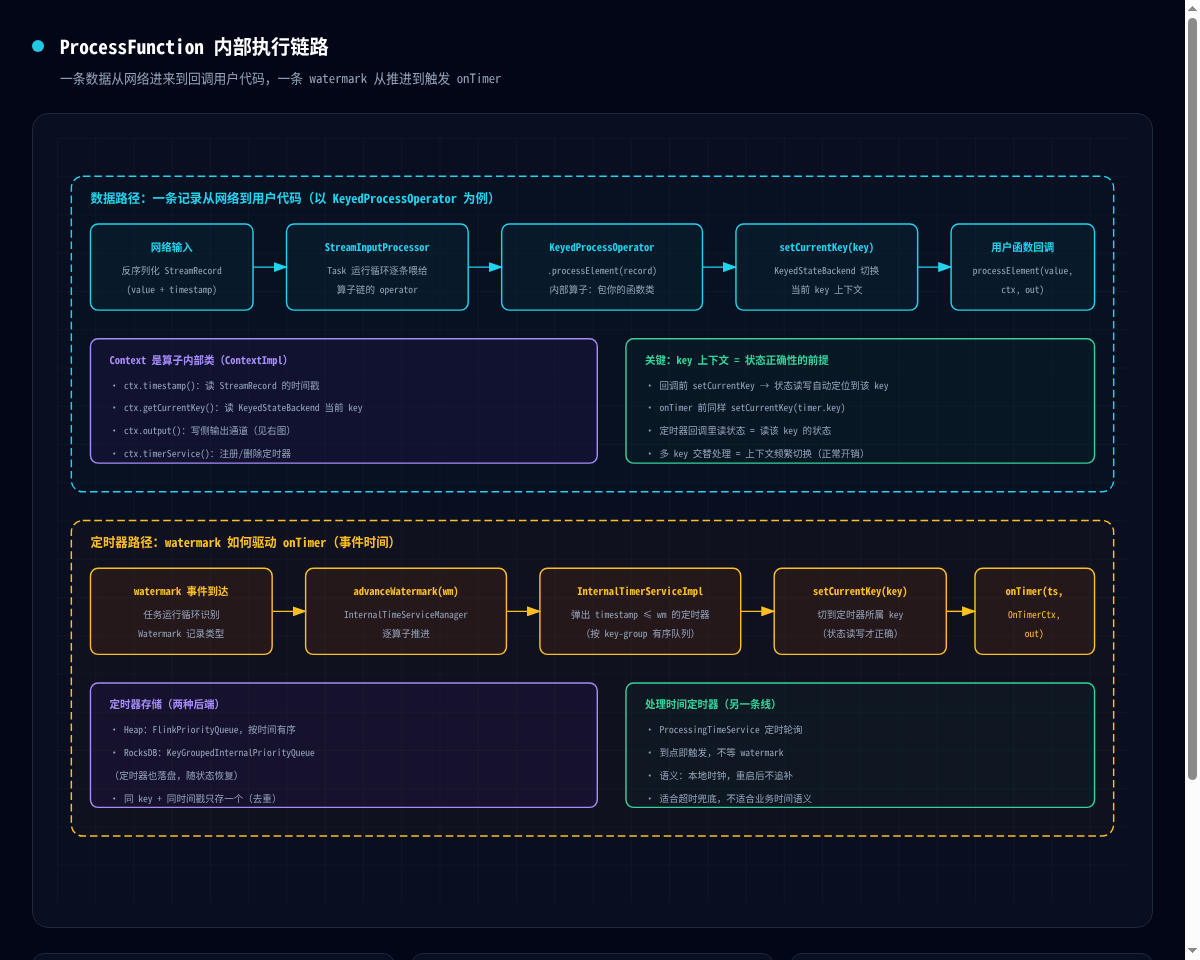 ProcessFunction 内部执行链路
一条数据从网络进来到回调用户代码，一条 watermark 从推进到触发 onTimer
数据路径：一条记录从网络到用户代码（以 KeyedProcessOperator 为例）
网络输入
反序列化 StreamRecord
(value + timestamp)
StreamInputProcessor
Task 运行循环逐条喂给
算子链的 operator
KeyedProcessOperator
.processElement(record)
内部算子：包你的函数类
setCurrentKey(key)
KeyedStateBackend 切换
当前 key 上下文
用户函数回调
processElement(value,
ctx, out)
Context 是算子内部类（ContextImpl）
· ctx.timestamp()：读 StreamRecord 的时间戳
· ctx.getCurrentKey()：读 KeyedStateBackend 当前 key
· ctx.output()：写侧输出通道（见右图）
· ctx.timerService()：注册/删除定时器
关键：key 上下文 = 状态正确性的前提
· 回调前 setCurrentKey → 状态读写自动定位到该 key
· onTimer 前同样 setCurrentKey(timer.key)
· 定时器回调里读状态 = 读该 key 的状态
· 多 key 交替处理 = 上下文频繁切换（正常开销）
定时器路径：watermark 如何驱动 onTimer（事件时间）
watermark 事件到达
任务运行循环识别
Watermark 记录类型
advanceWatermark(wm)
InternalTimeServiceManager
逐算子推进
InternalTimerServiceImpl
弹出 timestamp ≤ wm 的定时器
（按 key-group 有序队列）
setCurrentKey(key)
切到定时器所属 key
（状态读写才正确）
onTimer(ts,
OnTimerCtx,
out)
定时器存储（两种后端）
· Heap：FlinkPriorityQueue，按时间有序
· RocksDB：KeyGroupedInternalPriorityQueue
（定时器也落盘，随状态恢复）
· 同 key + 同时间戳只存一个（去重）
处理时间定时器（另一条线）
· ProcessingTimeService 定时轮询
· 到点即触发，不等 watermark
· 语义：本地时钟，重启后不追补
· 适合超时兜底，不适合业务时间语义